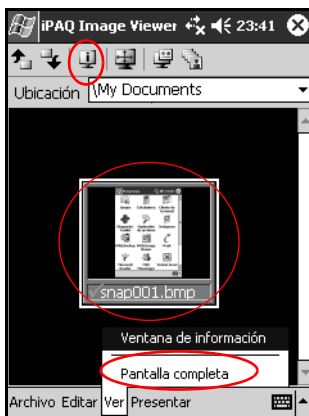 iPAQ Image Viewer 23:41
Ubicación \My Documents
snap001.bmp
Ventana de información
Pantalla completa
Archivo Editar Ver Presentar